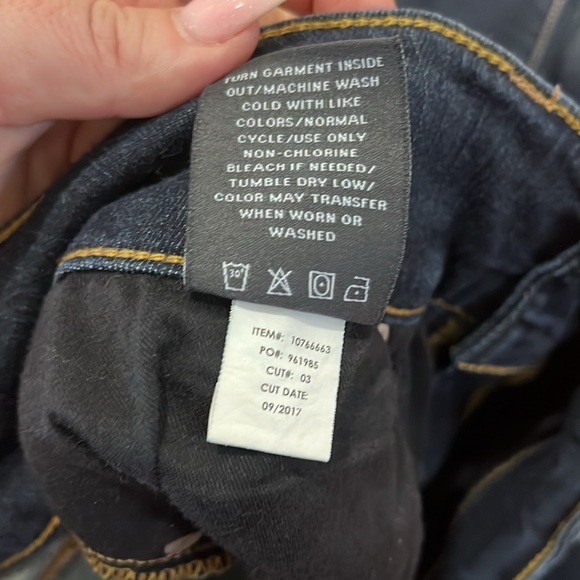 TURN GARMENT INSIDE
OUT/MACHINE WASH
COLD WITH LIKE
COLORS/NORMAL
CYCLE/USE ONLY
NON-CHLORINE
BLEACH IF NEEDED/
TUMBLE DRY LOW/
COLOR MAY TRANSFER
WHEN WORN OR
WASHED
30°
ITEM#: 10766663
PO#: 961985
CUT#: 03
CUT DATE:
09/2017